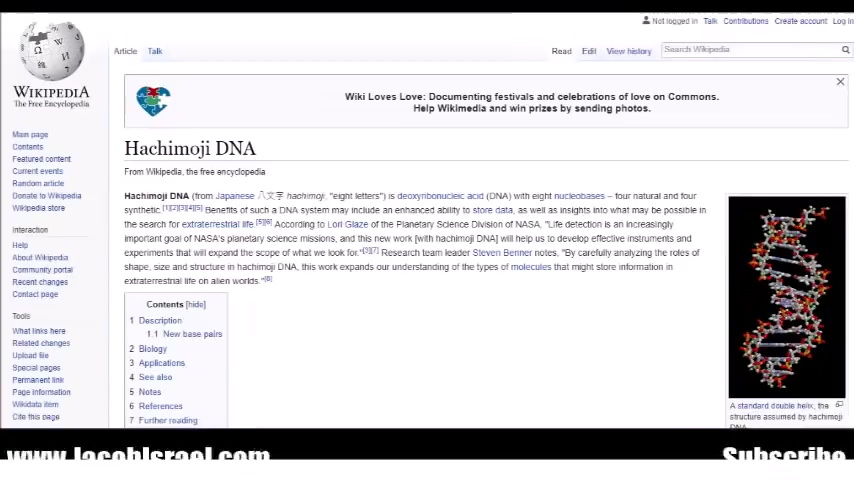 Not logged in Talk Contributions Create account Log in
Article Talk Read Edit View history Search Wikipedia
WIKIPEDIA
The Free Encyclopedia
Main page
Contents
Featured content
Current events
Random article
Donate to Wikipedia
Wikipedia store
Interaction
Help
About Wikipedia
Community portal
Recent changes
Contact page
Tools
What links here
Related changes
Upload file
Special pages
Permanent link
Page information
Wikidata item
Cite this page
Wiki Loves Love: Documenting festivals and celebrations of love on Commons.
Help Wikimedia and win prizes by sending photos.
Hachimoji DNA
From Wikipedia, the free encyclopedia
Hachimoji DNA (from Japanese 八文字 hachimoji, "eight letters") is deoxyribonucleic acid (DNA) with eight nucleobases – four natural and four
synthetic.[1][2][3][4][5] Benefits of such a DNA system may include an enhanced ability to store data, as well as insights into what may be possible in
the search for extraterrestrial life.[5][6] According to Lori Glaze of the Planetary Science Division of NASA, "Life detection is an increasingly
important goal of NASA's planetary science missions, and this new work [with hachimoji DNA] will help us to develop effective instruments and
experiments that will expand the scope of what we look for."[3][7] Research team leader Steven Benner notes, "By carefully analyzing the roles of
shape, size and structure in hachimoji DNA, this work expands our understanding of the types of molecules that might store information in
extraterrestrial life on alien worlds."[6]
Contents [hide]
1 Description
1.1 New base pairs
2 Biology
3 Applications
4 See also
5 Notes
6 References
7 Further reading
A standard double helix, the
structure assumed by hachimoji
DNA
www.JacobIsrael.com Subscribe